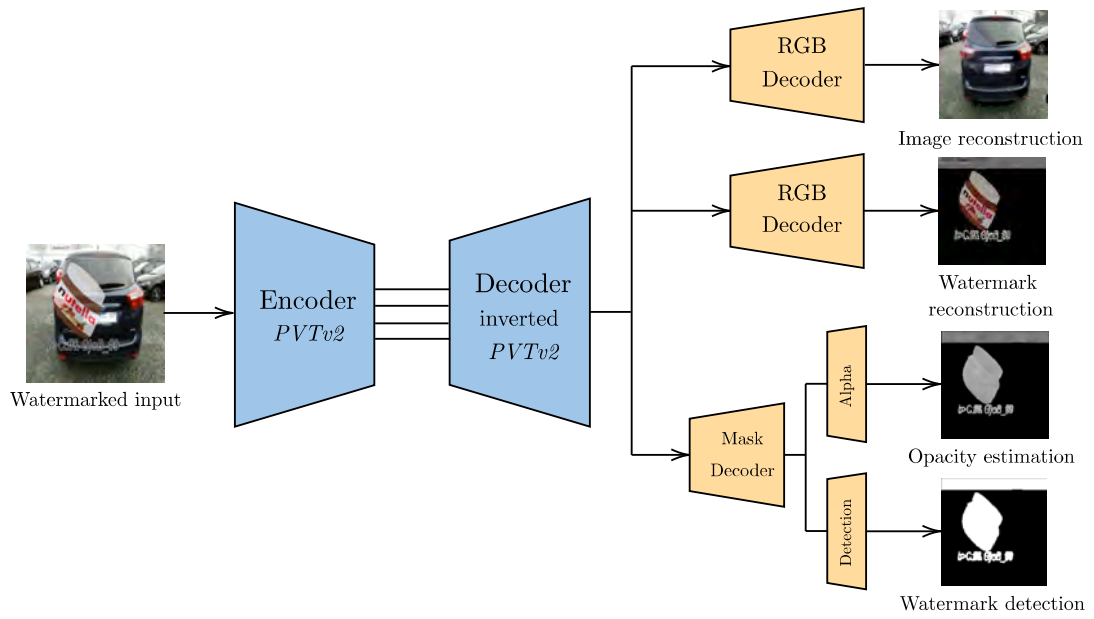 RGB
Decoder
Image reconstruction
RGB
Decoder
Watermark
reconstruction
nutella
Watermarked input
Encoder
PVTv2
Decoder
inverted
PVTv2
Mask
Decoder
Alpha
Opacity estimation
Detection
Watermark detection
nutella